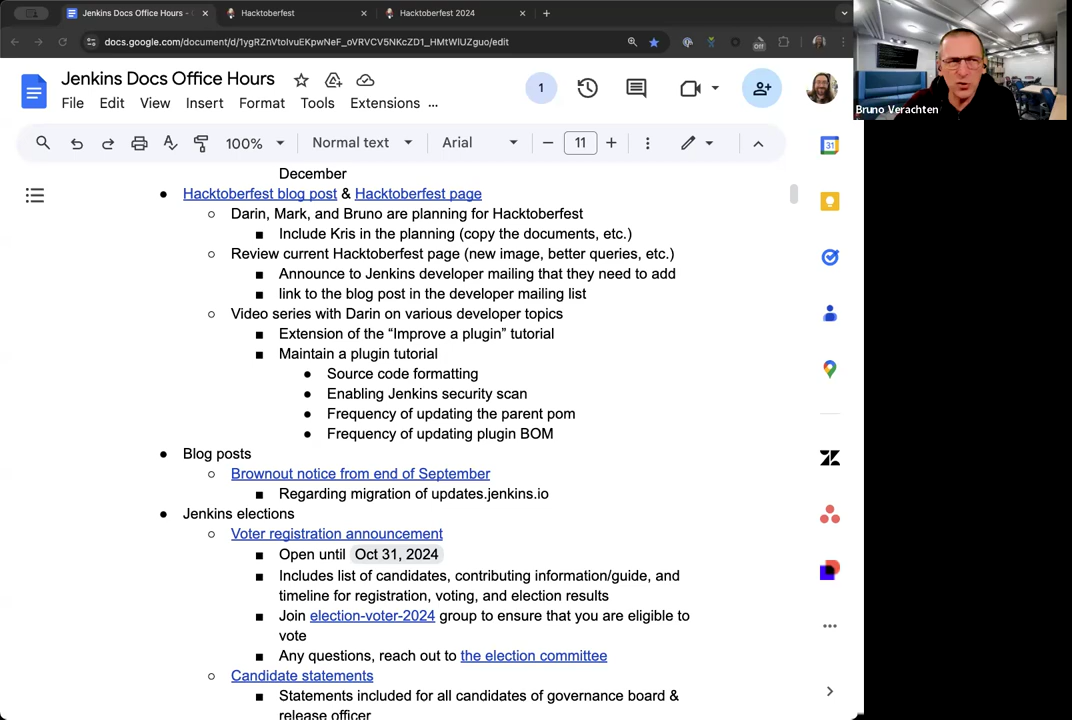 Jenkins Docs Office Hours -
Hacktoberfest
Hacktoberfest 2024
docs.google.com/document/d/1ygRZnVtoIvuEKpwNeF_oVRVCV5NKcZD1_HMtWlUZguo/edit
Jenkins Docs Office Hours
File Edit View Insert Format Tools Extensions ...
1
100% Normal text Arial 11
December
Hacktoberfest blog post & Hacktoberfest page
Darin, Mark, and Bruno are planning for Hacktoberfest
Include Kris in the planning (copy the documents, etc.)
Review current Hacktoberfest page (new image, better queries, etc.)
Announce to Jenkins developer mailing that they need to add
link to the blog post in the developer mailing list
Video series with Darin on various developer topics
Extension of the “Improve a plugin” tutorial
Maintain a plugin tutorial
Source code formatting
Enabling Jenkins security scan
Frequency of updating the parent pom
Frequency of updating plugin BOM
Blog posts
Brownout notice from end of September
Regarding migration of updates.jenkins.io
Jenkins elections
Voter registration announcement
Open until Oct 31, 2024
Includes list of candidates, contributing information/guide, and
timeline for registration, voting, and election results
Join election-voter-2024 group to ensure that you are eligible to
vote
Any questions, reach out to the election committee
Candidate statements
Statements included for all candidates of governance board &
release officer
Bruno Verachten
31
Off